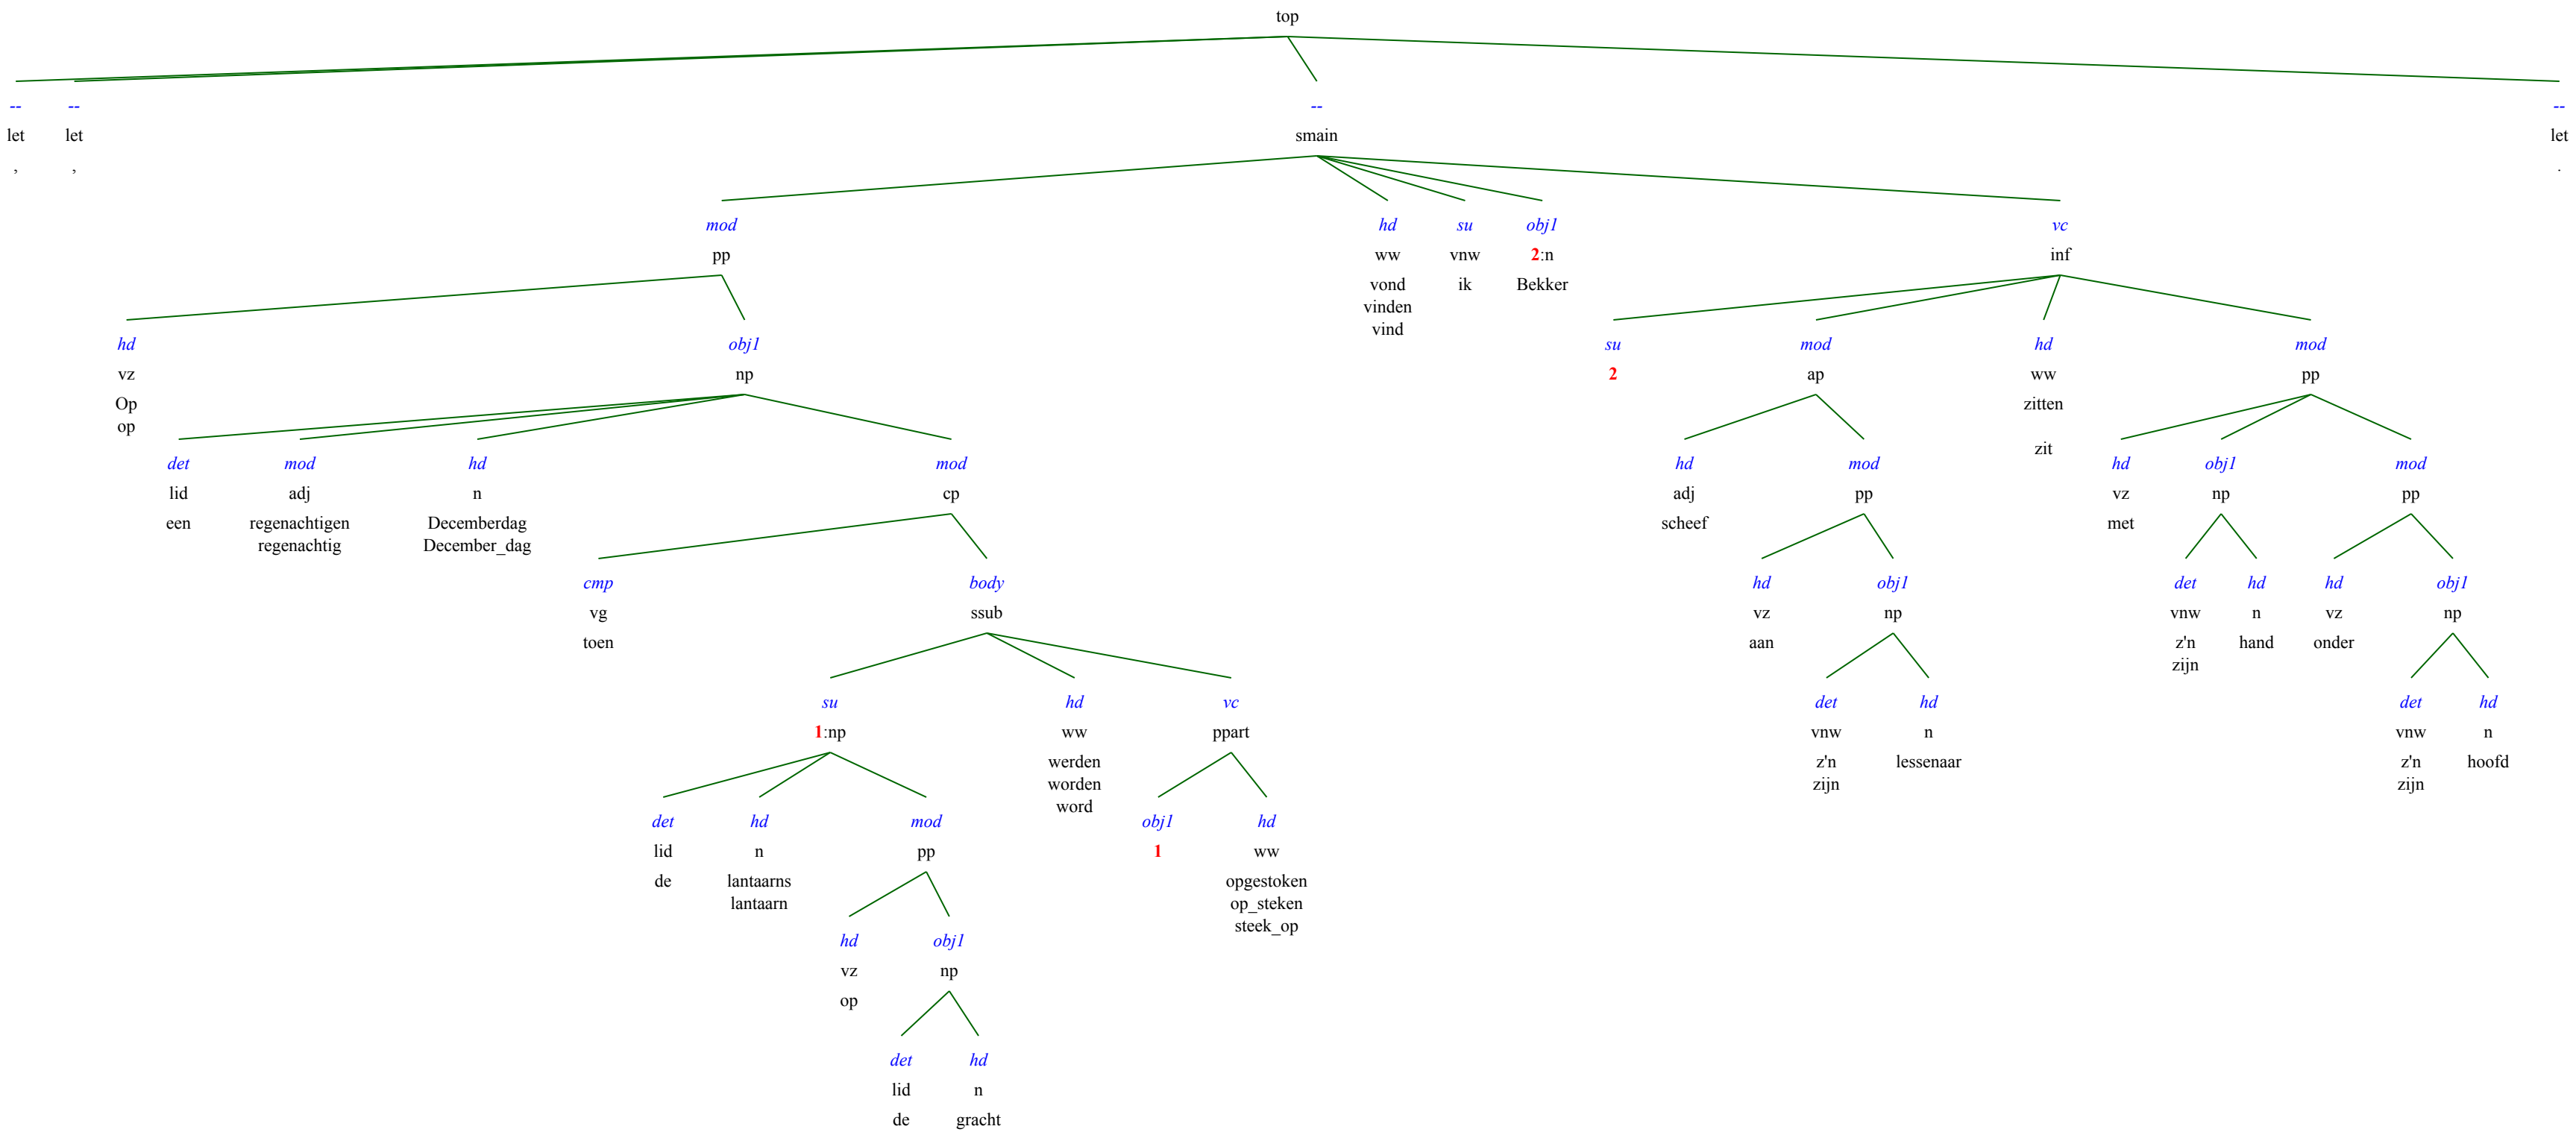 top
-- -- -- --
let let smain let
, , .
mod hd su obj1 vc
pp ww vnw 2:n inf
vond ik Bekker
vinden
vind
hd obj1 su mod hd mod
vz np 2 ap ww pp
Op zitten
op zit
det mod hd mod hd mod hd obj1 mod
lid adj n cp adj pp vz np pp
een regenachtigen Decemberdag scheef met
regenachtig December_dag
cmp body hd obj1 det hd hd obj1
vg ssub vz np vnw n vz np
toen aan z'n hand onder
zijn
su hd vc det hd det hd
1:np ww ppart vnw n vnw n
werden z'n lessenaar z'n hoofd
worden zijn zijn
word
det hd mod obj1 hd
lid n pp 1 ww
de lantaarns opgestoken
lantaarn op_steken
steek_op
hd obj1
vz np
op
det hd
lid n
de gracht